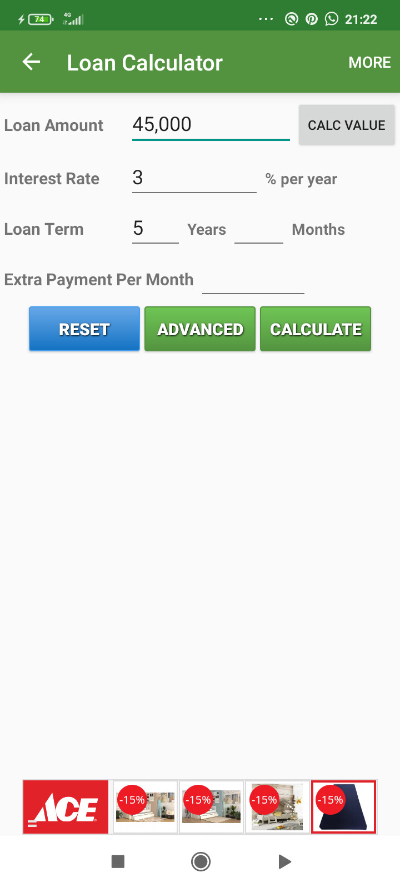 74 4G ... 21:22
Loan Calculator MORE
Loan Amount 45,000 CALC VALUE
Interest Rate 3 % per year
Loan Term 5 Years Months
Extra Payment Per Month
RESET ADVANCED CALCULATE
ACE -15% -15% -15% -15%